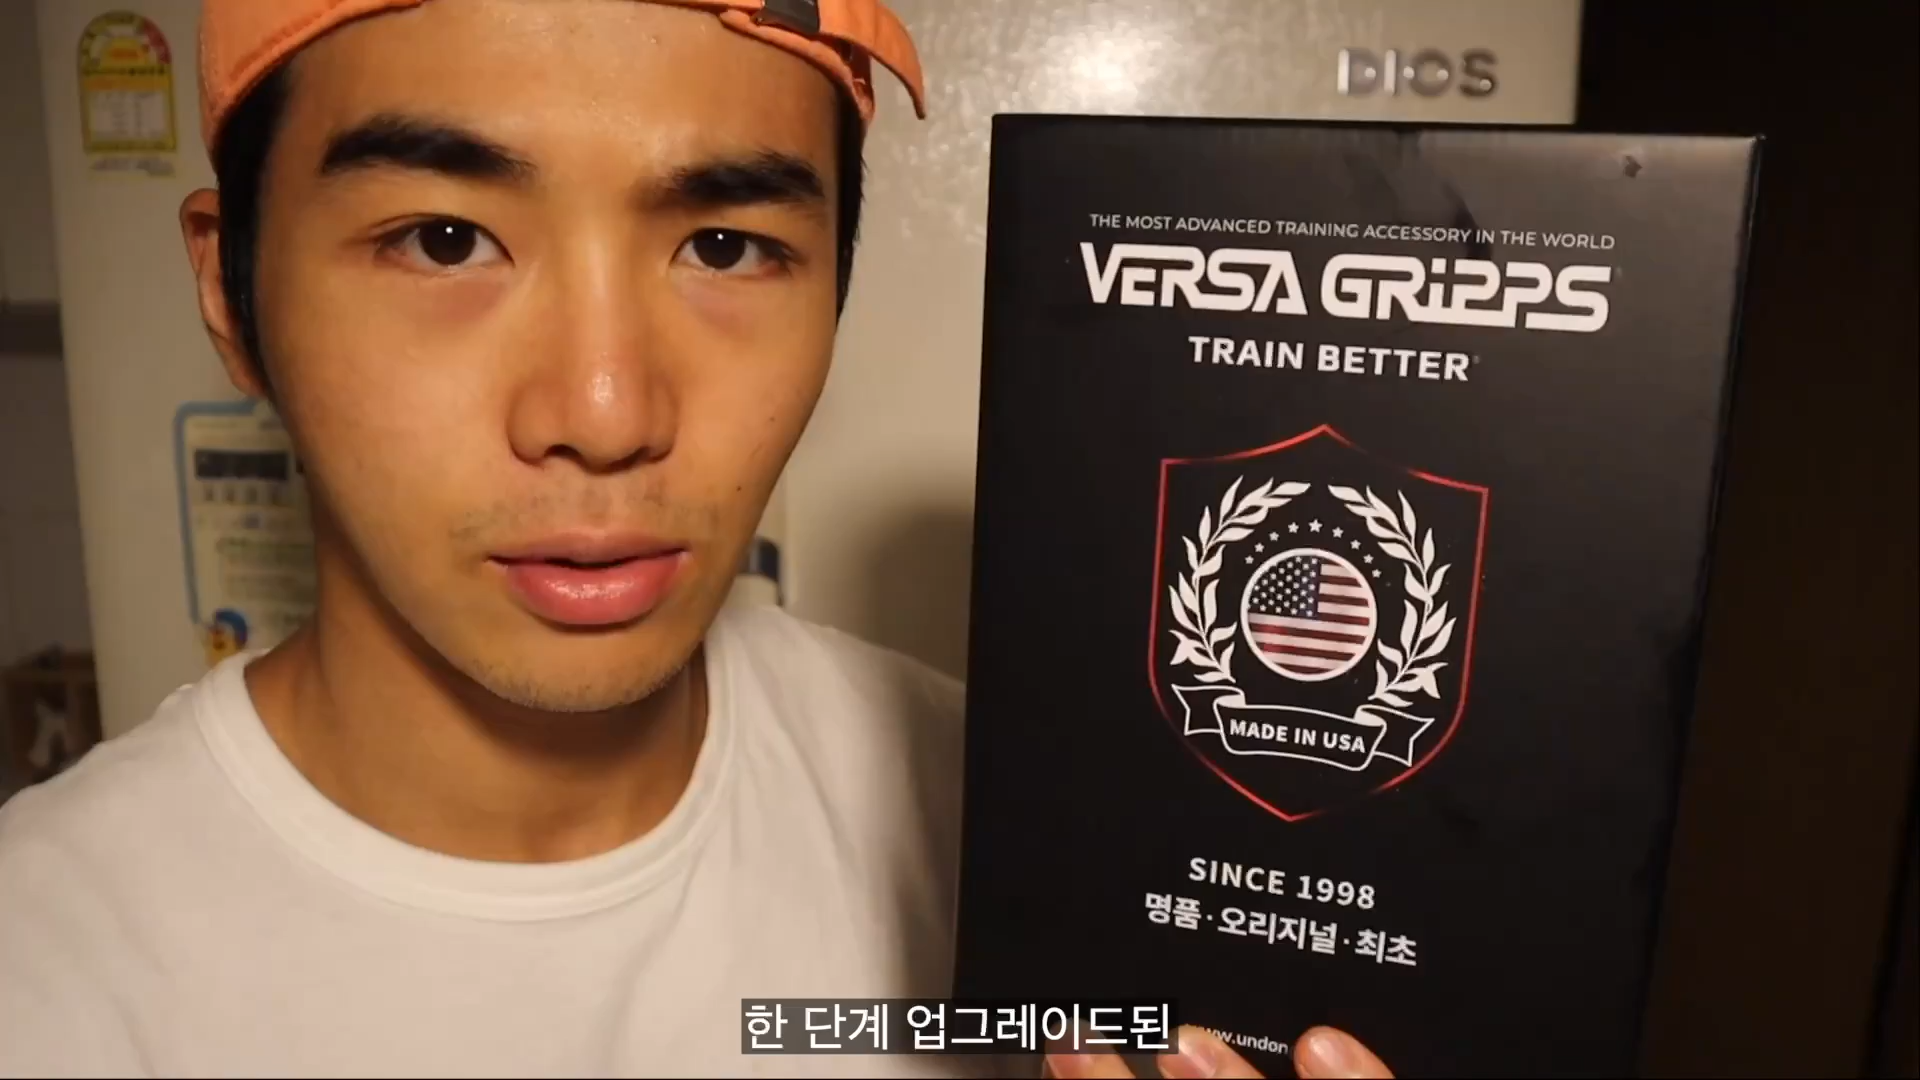 DIOS
THE MOST ADVANCED TRAINING ACCESSORY IN THE WORLD
VERSA GRiPPS
TRAIN BETTER
MADE IN USA
SINCE 1998
명품·오리지널·최초
한 단계 업그레이드된